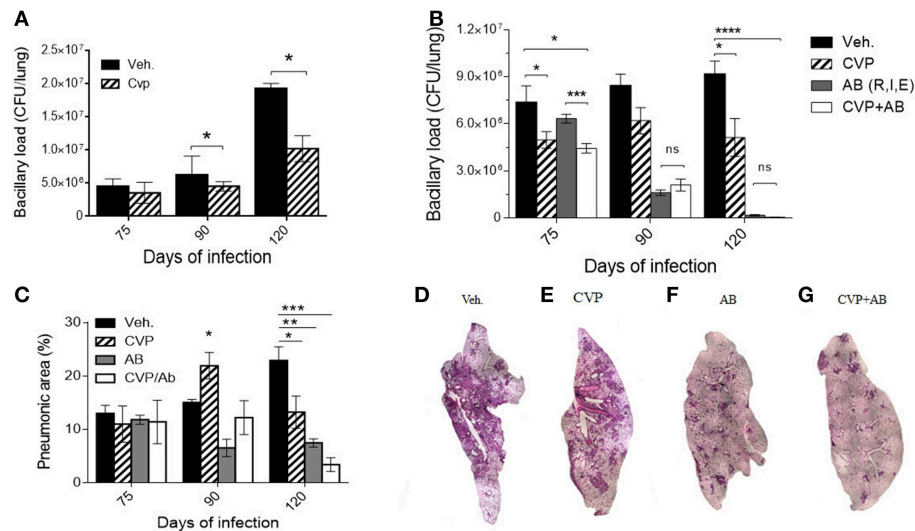 A
Bacillary load (CFU/lung)
2.5×10⁷
2.0×10⁷
1.5×10⁷
1.0×10⁷
5.0×10⁶
0
Veh.
Cvp
*
*
75
90
120
Days of infection
B
Bacillary load (CFU/lung)
9.0×10⁶
6.0×10⁶
3.0×10⁶
0
*
*
***
ns
****
*
ns
75
90
120
Days of infection
Veh.
CVP
AB (R,I,E)
CVP+AB
C
Pneumonic area (%)
30
20
10
0
Veh.
CVP
AB
CVP/Ab
*
***
**
*
75
90
120
Days of infection
D
Veh.
E
CVP
F
AB
G
CVP+AB